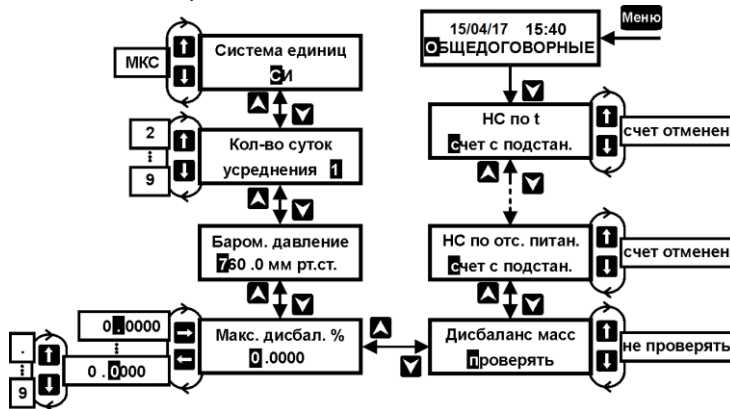 Меню
15/04/17 15:40
ОБЩЕДОГОВОРНЫЕ
МКС
Система единиц
СИ
НС по t
счет с подстан.
счет отменен
2
9
Кол-во суток
усреднения 1
Баром. давление
760 .0 мм рт.ст.
НС по отс. питан.
счет с подстан.
счет отменен
0.0000
0 . 0000
.
9
Макс. дисбал. %
0 .0000
Дисбаланс масс
проверять
не проверять